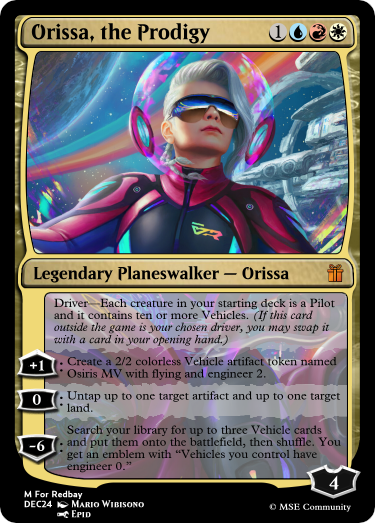 Orissa, the Prodigy 1
Legendary Planeswalker — Orissa
Driver—Each creature in your starting deck is a Pilot
and it contains ten or more Vehicles. (If this card
outside the game is your chosen driver, you may swap it
with a card in your opening hand.)
+1: Create a 2/2 colorless Vehicle artifact token named
Osiris MV with flying and engineer 2.
0: Untap up to one target artifact and up to one target
land.
-6: Search your library for up to three Vehicle cards
and put them onto the battlefield, then shuffle. You
get an emblem with “Vehicles you control have
engineer 0.”
4
M For Redbay
DEC24 Mario Wibisono
Epid
© MSE Community